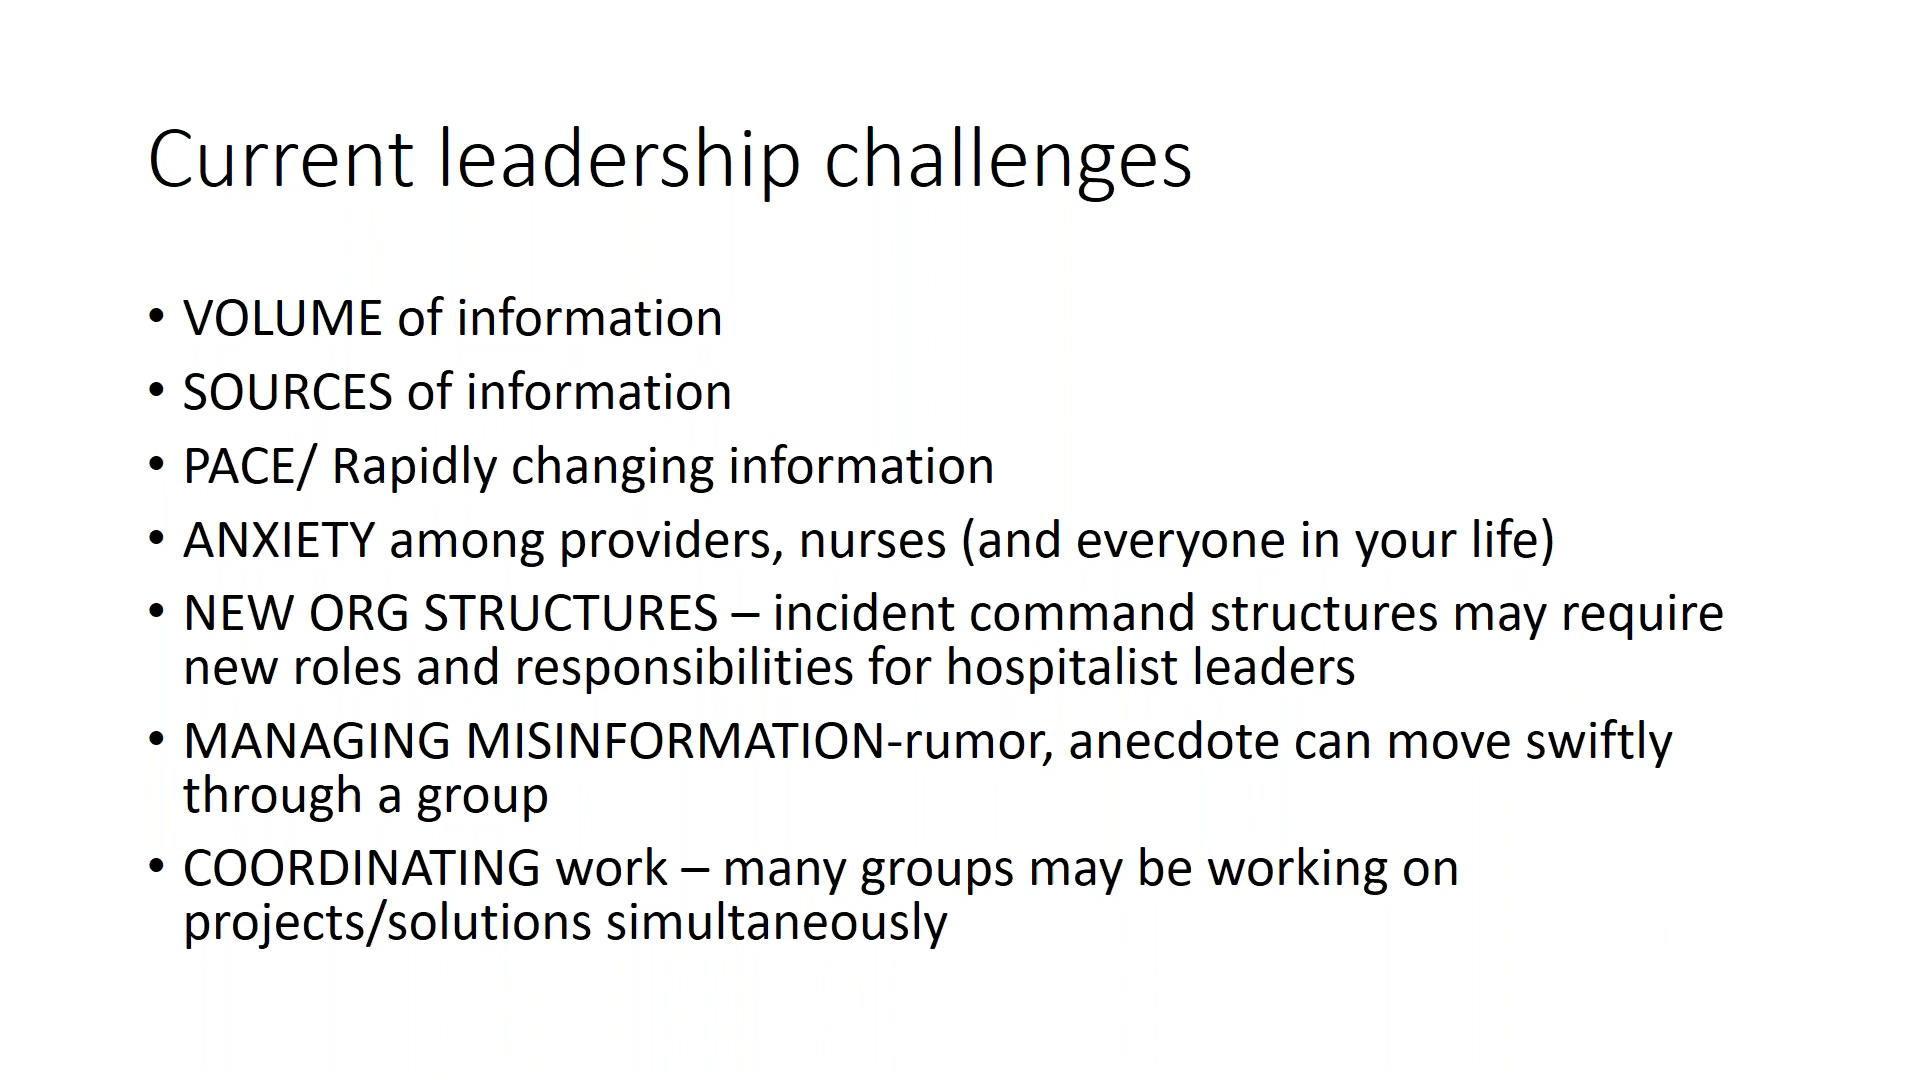 Current leadership challenges
• VOLUME of information
• SOURCES of information
• PACE/ Rapidly changing information
• ANXIETY among providers, nurses (and everyone in your life)
• NEW ORG STRUCTURES – incident command structures may require
new roles and responsibilities for hospitalist leaders
• MANAGING MISINFORMATION-rumor, anecdote can move swiftly
through a group
• COORDINATING work – many groups may be working on
projects/solutions simultaneously